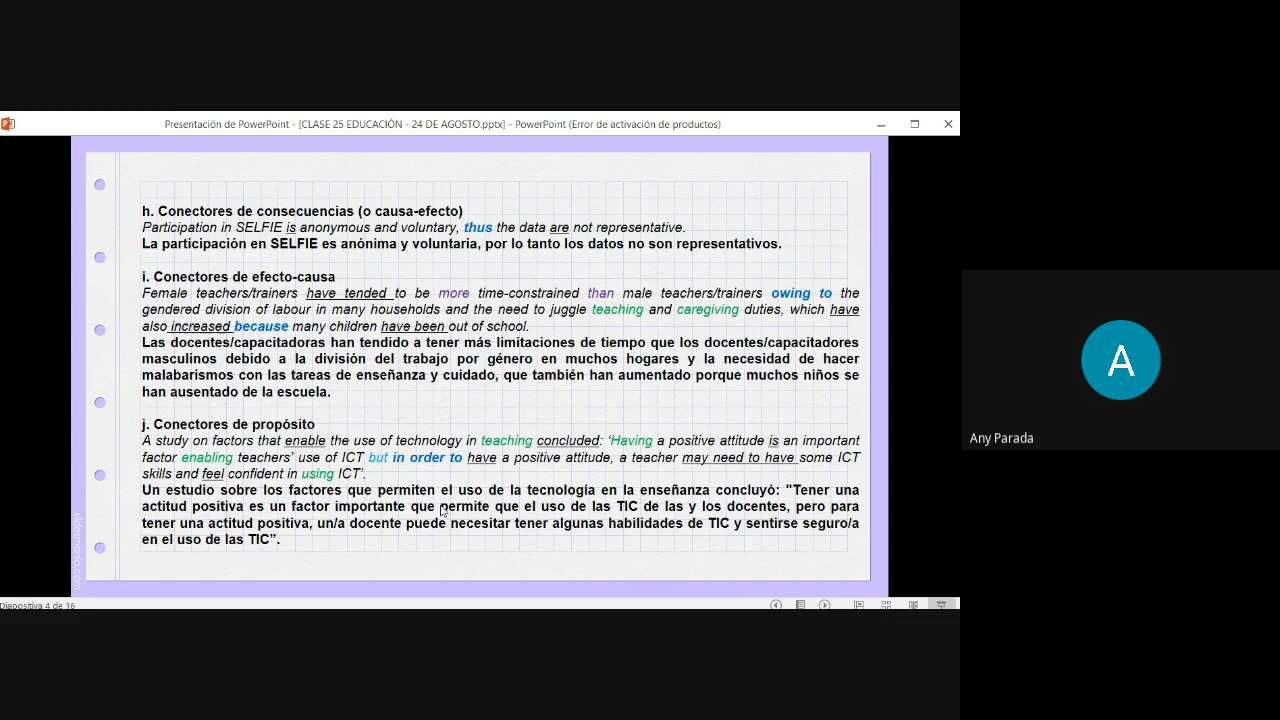 Presentación de PowerPoint - [CLASE 25 EDUCACIÓN - 24 DE AGOSTO.pptx] - PowerPoint (Error de activación de productos)
h. Conectores de consecuencias (o causa-efecto)
Participation in SELFIE is anonymous and voluntary, thus the data are not representative.
La participación en SELFIE es anónima y voluntaria, por lo tanto los datos no son representativos.
i. Conectores de efecto-causa
Female teachers/trainers have tended to be more time-constrained than male teachers/trainers owing to the
gendered division of labour in many households and the need to juggle teaching and caregiving duties, which have
also increased because many children have been out of school.
Las docentes/capacitadoras han tendido a tener más limitaciones de tiempo que los docentes/capacitadores
masculinos debido a la división del trabajo por género en muchos hogares y la necesidad de hacer
malabarismos con las tareas de enseñanza y cuidado, que también han aumentado porque muchos niños se
han ausentado de la escuela.
j. Conectores de propósito
A study on factors that enable the use of technology in teaching concluded: ‘Having a positive attitude is an important
factor enabling teachers’ use of ICT but in order to have a positive attitude, a teacher may need to have some ICT
skills and feel confident in using ICT’.
Un estudio sobre los factores que permiten el uso de la tecnología en la enseñanza concluyó: "Tener una
actitud positiva es un factor importante que permite que el uso de las TIC de las y los docentes, pero para
tener una actitud positiva, un/a docente puede necesitar tener algunas habilidades de TIC y sentirse seguro/a
en el uso de las TIC”.
slidesmania.com
Diapositiva 4 de 16
A
Any Parada